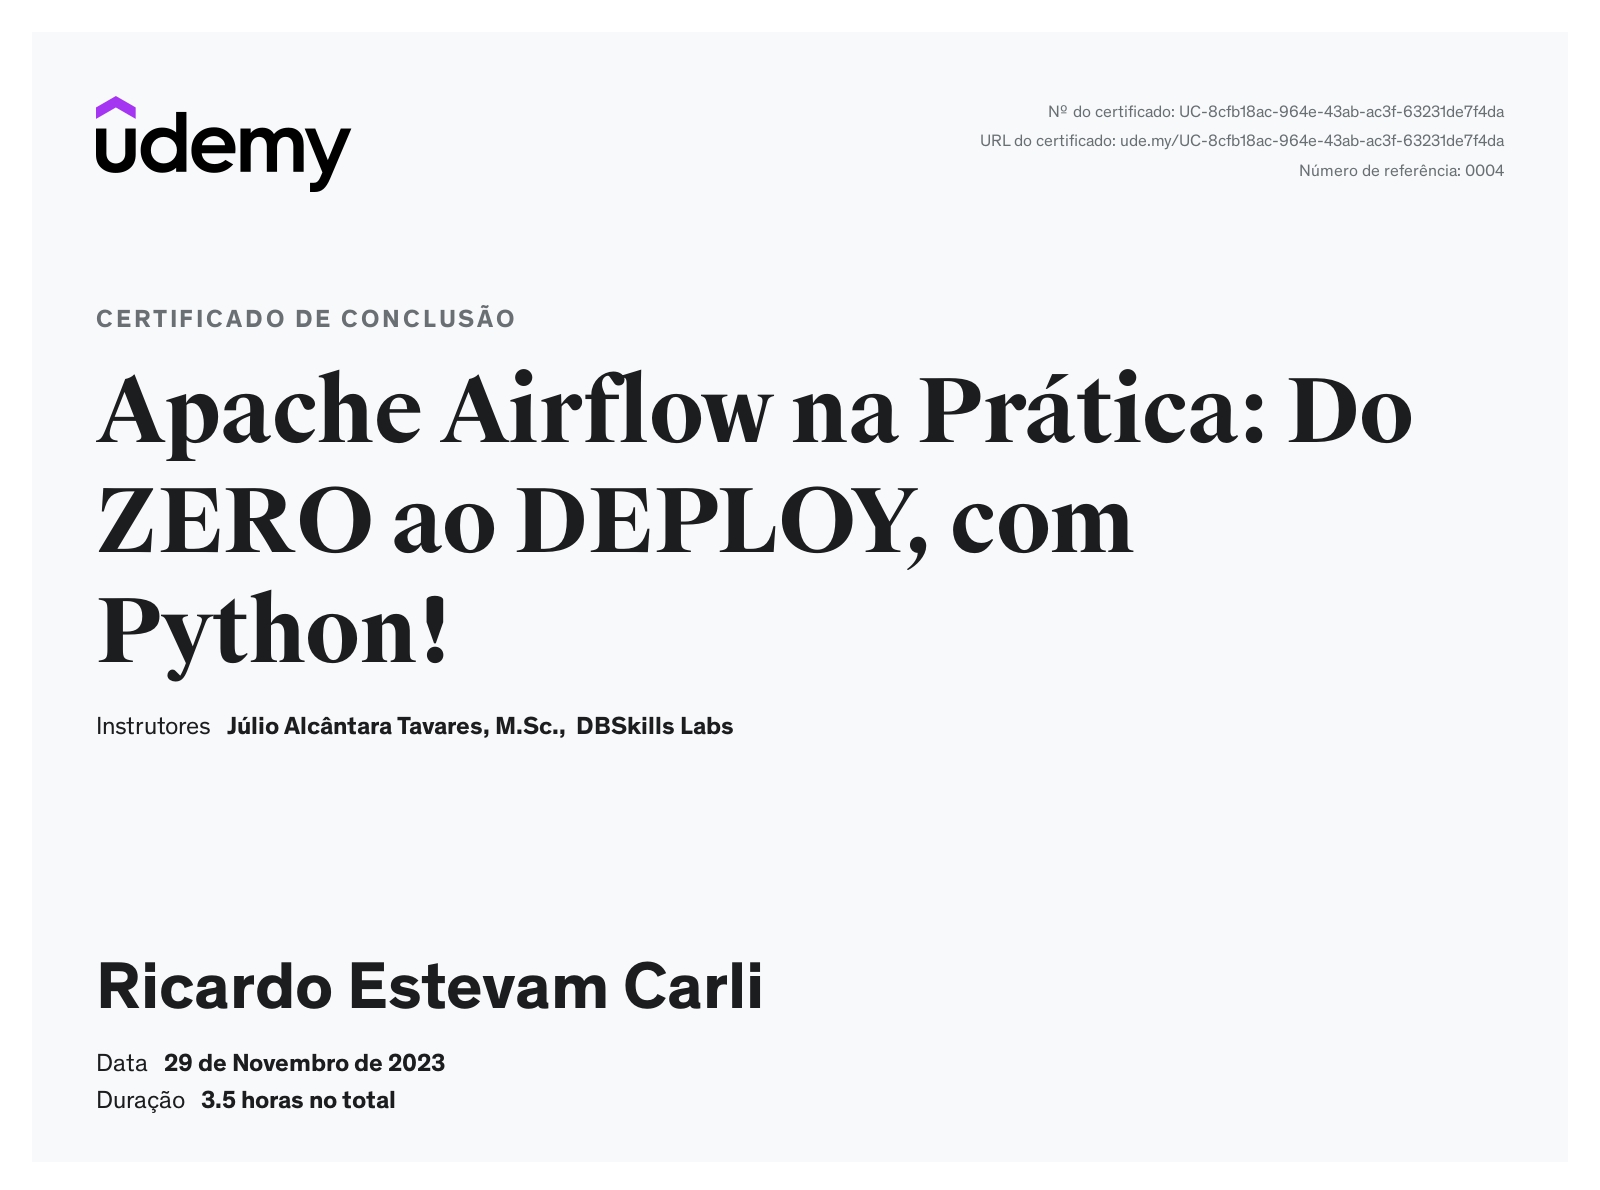 udemy
Nº do certificado: UC-8cfb18ac-964e-43ab-ac3f-63231de7f4da
URL do certificado: ude.my/UC-8cfb18ac-964e-43ab-ac3f-63231de7f4da
Número de referência: 0004
CERTIFICADO DE CONCLUSÃO
Apache Airflow na Prática: Do
ZERO ao DEPLOY, com
Python!
Instrutores Júlio Alcântara Tavares, M.Sc., DBSkills Labs
Ricardo Estevam Carli
Data 29 de Novembro de 2023
Duração 3.5 horas no total